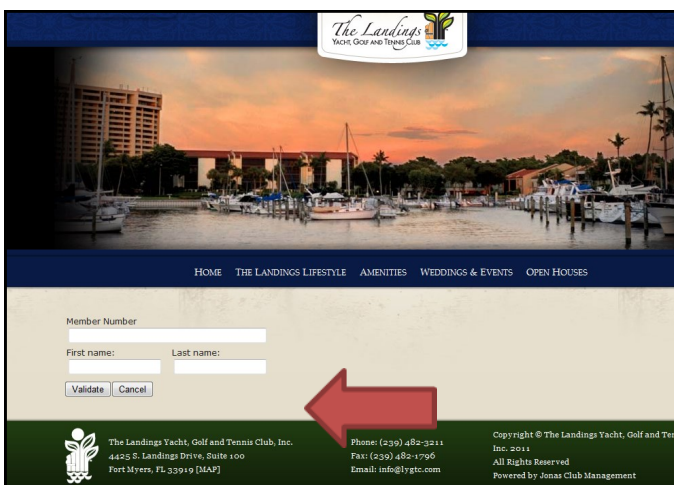 The Landings
YACHT, GOLF AND TENNIS CLUB
HOME THE LANDINGS LIFESTYLE AMENITIES WEDDINGS & EVENTS OPEN HOUSES
Member Number
First name: Last name:
Validate Cancel
The Landings Yacht, Golf and Tennis Club, Inc.
4425 S. Landings Drive, Suite 100
Fort Myers, FL 33919 [MAP]
Phone: (239) 482-3211
Fax: (239) 482-1796
Email: info@lygtc.com
Copyright © The Landings Yacht, Golf and Ten
Inc. 2011
All Rights Reserved
Powered by Jonas Club Management